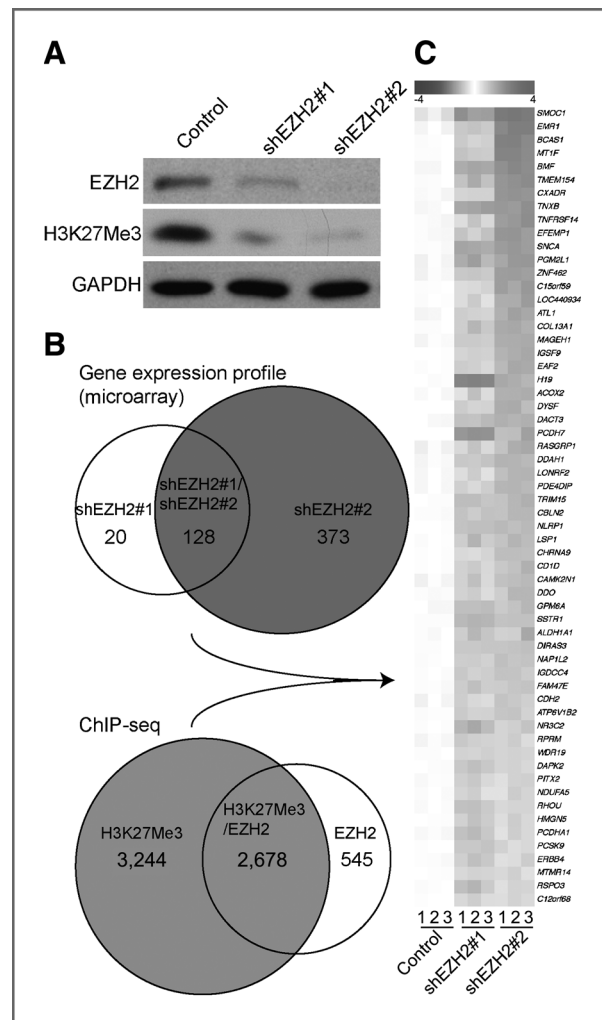 A
Control
shEZH2#1
shEZH2#2
EZH2
H3K27Me3
GAPDH
B
Gene expression profile
(microarray)
shEZH2#1
20
shEZH2#1/
shEZH2#2
128
shEZH2#2
373
ChIP-seq
H3K27Me3
3,244
H3K27Me3
/EZH2
2,678
EZH2
545
C
-4
4
SMOC1
EMR1
BCAS1
MT1F
BMF
TMEM154
CXADR
TNXB
TNFRSF14
EFEMP1
SNCA
PGM2L1
ZNF462
C15orf59
LOC440934
ATL1
COL13A1
MAGEH1
IGSF9
EAF2
H19
ACOX2
DYSF
DACT3
PCDH7
RASGRP1
DDAH1
LONRF2
PDE4DIP
TRIM15
CBLN2
NLRP1
LSP1
CHRNA9
CD1D
CAMK2N1
DDO
GPM6A
SSTR1
ALDH1A1
DIRAS3
NAP1L2
IGDCC4
FAM47E
CDH2
ATP6V1B2
NR3C2
RPRM
WDR19
DAPK2
PITX2
NDUFA5
RHOU
HMGN5
PCDHA1
PCSK9
ERBB4
MTMR14
RSPO3
C12orf68
1 2 3 1 2 3 1 2 3
Control
shEZH2#1
shEZH2#2